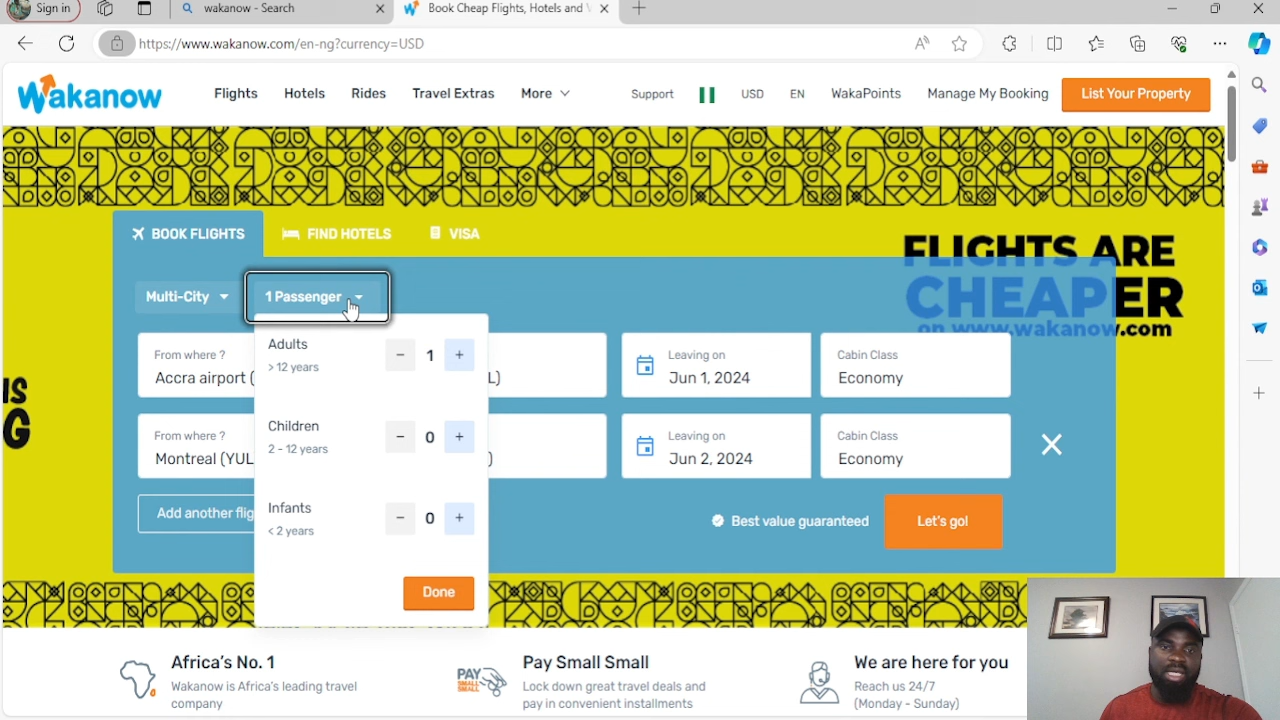 Sign in
wakanow - Search
Book Cheap Flights, Hotels and
https://www.wakanow.com/en-ng?currency=USD
Wakanow
Flights
Hotels
Rides
Travel Extras
More
Support
USD
EN
WakaPoints
Manage My Booking
List Your Property
BOOK FLIGHTS
FIND HOTELS
VISA
FLIGHTS ARE
CHEAPER
on www.wakanow.com
IS
G
Multi-City
1 Passenger
Adults
> 12 years
− 1 +
Children
2 - 12 years
− 0 +
Infants
< 2 years
− 0 +
Done
From where ?
Accra airport (
L)
Leaving on
Jun 1, 2024
Cabin Class
Economy
From where ?
Montreal (YUL
)
Leaving on
Jun 2, 2024
Cabin Class
Economy
Add another flig
Best value guaranteed
Let's go!
Africa's No. 1
Wakanow is Africa's leading travel
company
PAY
SMALL
SMALL
Pay Small Small
Lock down great travel deals and
pay in convenient installments
We are here for you
Reach us 24/7
(Monday - Sunday)